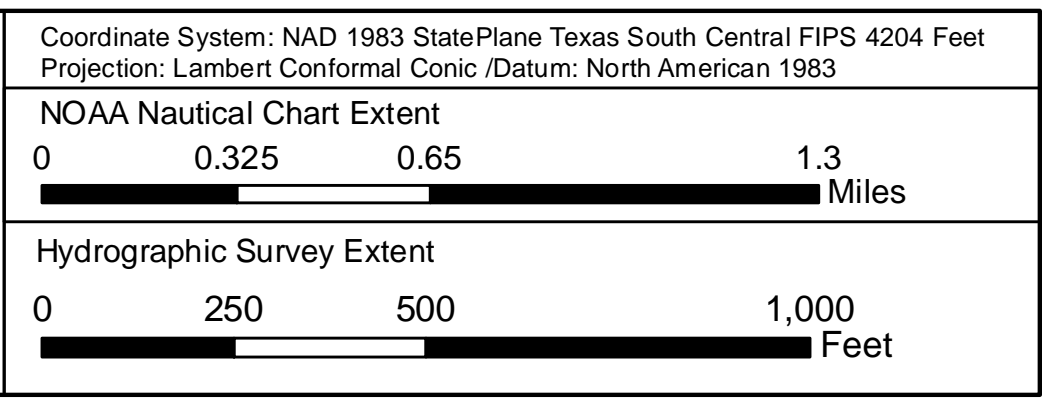 Coordinate System: NAD 1983 StatePlane Texas South Central FIPS 4204 Feet
Projection: Lambert Conformal Conic /Datum: North American 1983
NOAA Nautical Chart Extent
0 0.325 0.65 1.3
Miles
Hydrographic Survey Extent
0 250 500 1,000
Feet